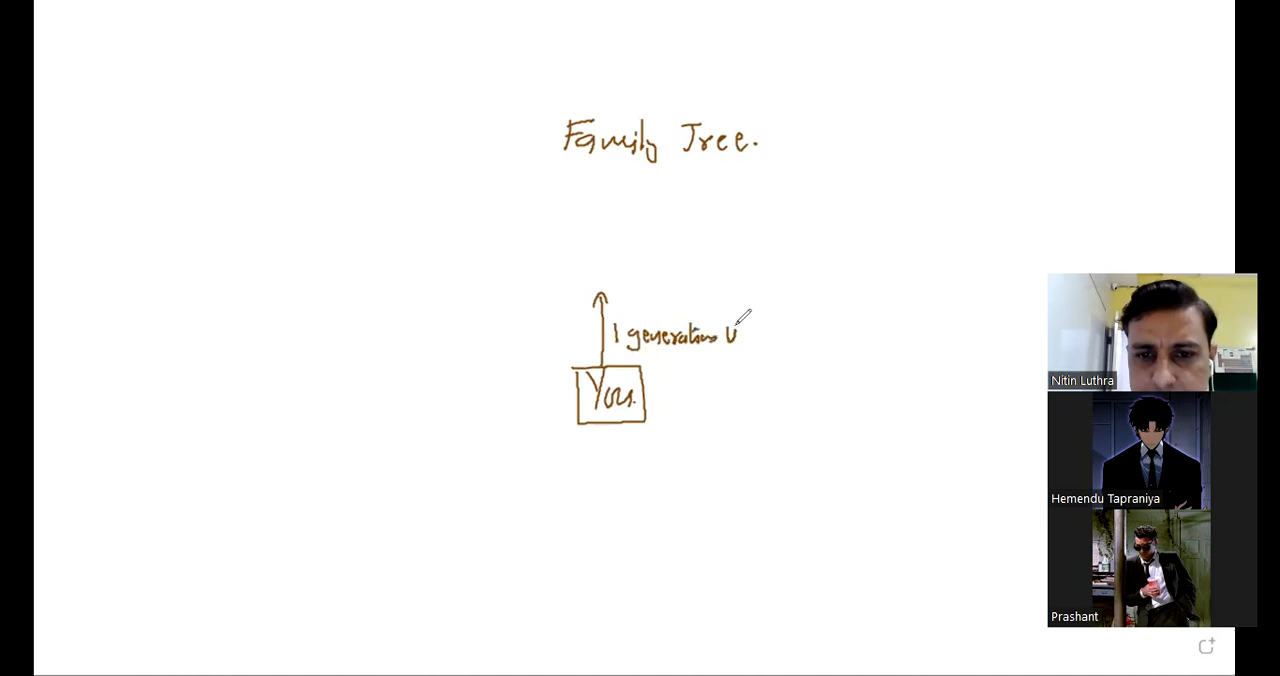 Family Tree.
1 generation U
You.
Nitin Luthra
Hemendu Tapraniya
Prashant